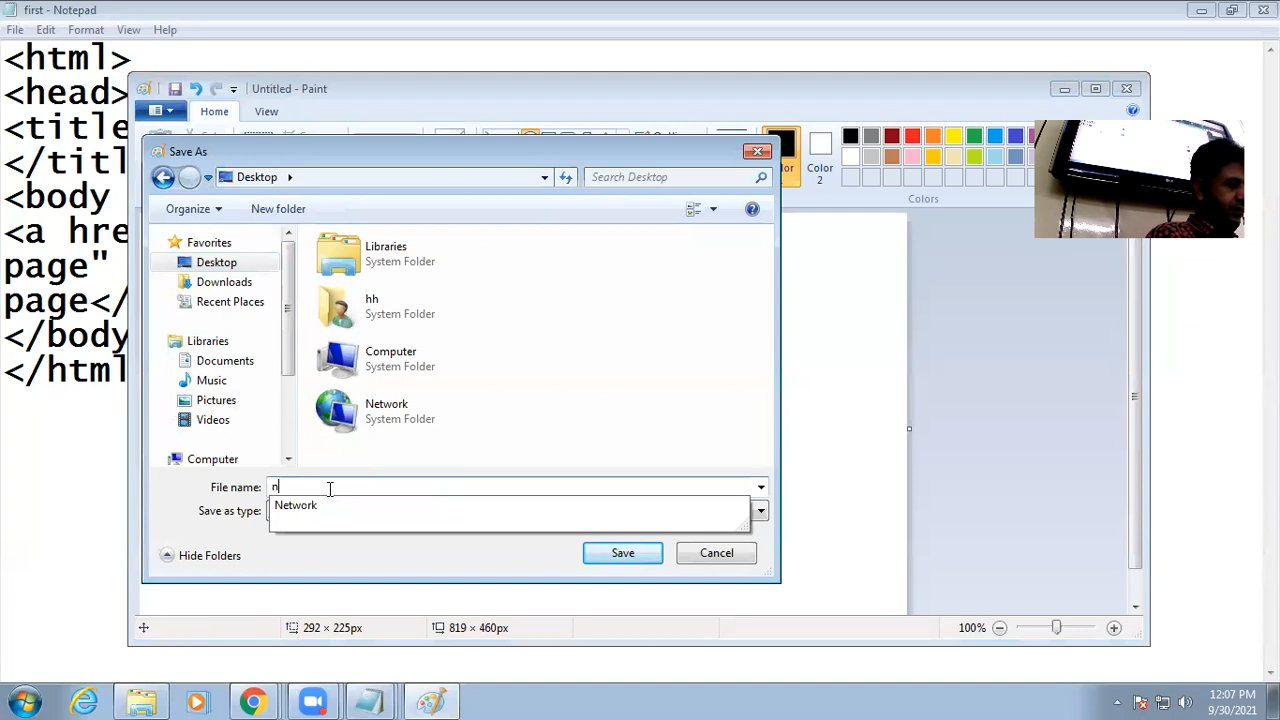 first - Notepad
File Edit Format View Help
<html>
<head>
<title
</titl
<body
<a hre
page"
page</
</body
</html
Untitled - Paint
Home View
Color
2
Colors
Save As
Desktop
Search Desktop
Organize New folder
Favorites
Desktop
Downloads
Recent Places
Libraries
Documents
Music
Pictures
Videos
Computer
Libraries
System Folder
hh
System Folder
Computer
System Folder
Network
System Folder
File name: n
Network
Save as type:
Hide Folders
Save Cancel
292 × 225px 819 × 460px 100%
12:07 PM
9/30/2021